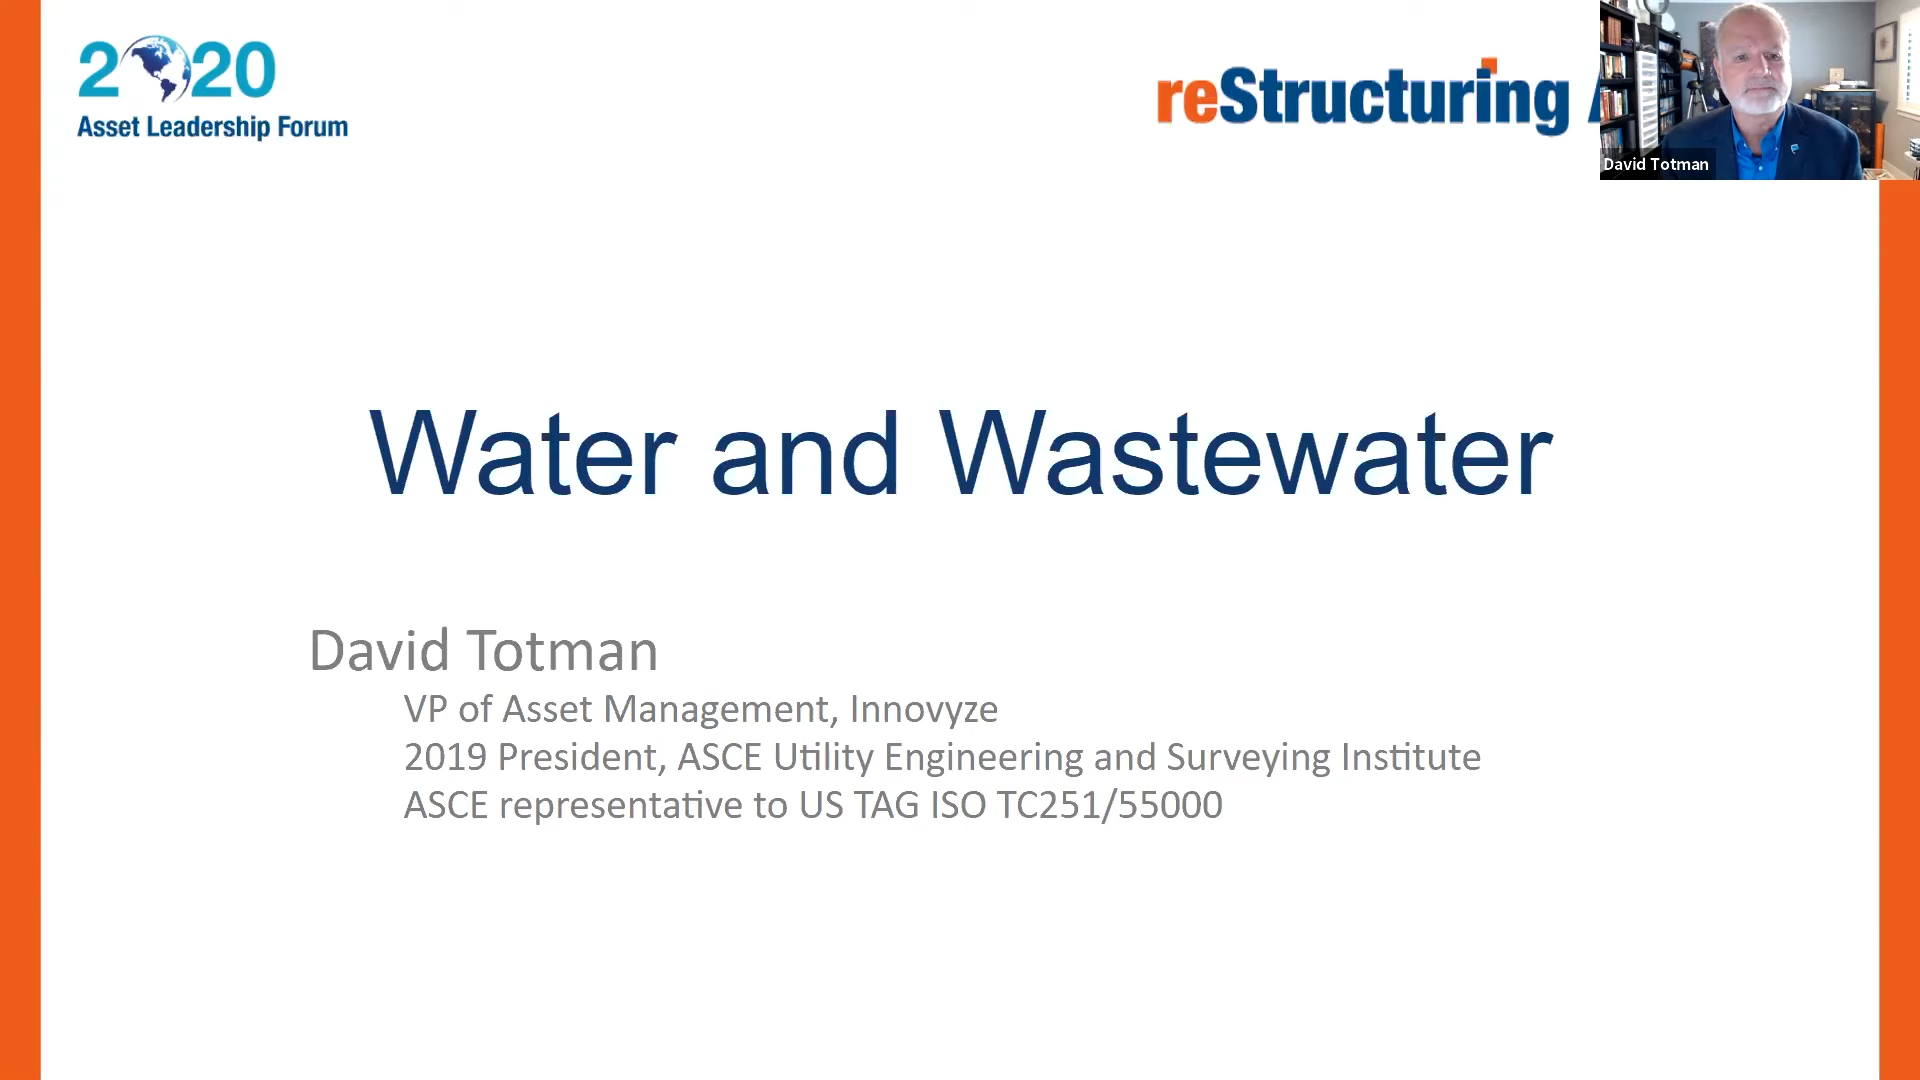 2020
Asset Leadership Forum
reStructuring
David Totman
Water and Wastewater
David Totman
VP of Asset Management, Innovyze
2019 President, ASCE Utility Engineering and Surveying Institute
ASCE representative to US TAG ISO TC251/55000